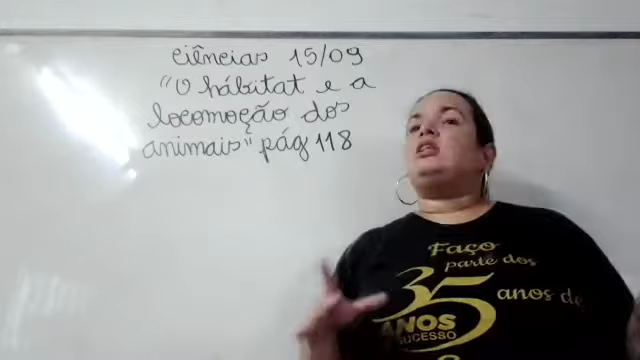 ciências 15/09
"O hábitat e a
locomoção dos
animais" pág 118
Faço
parte dos
35 anos de
ANOS
SUCESSO